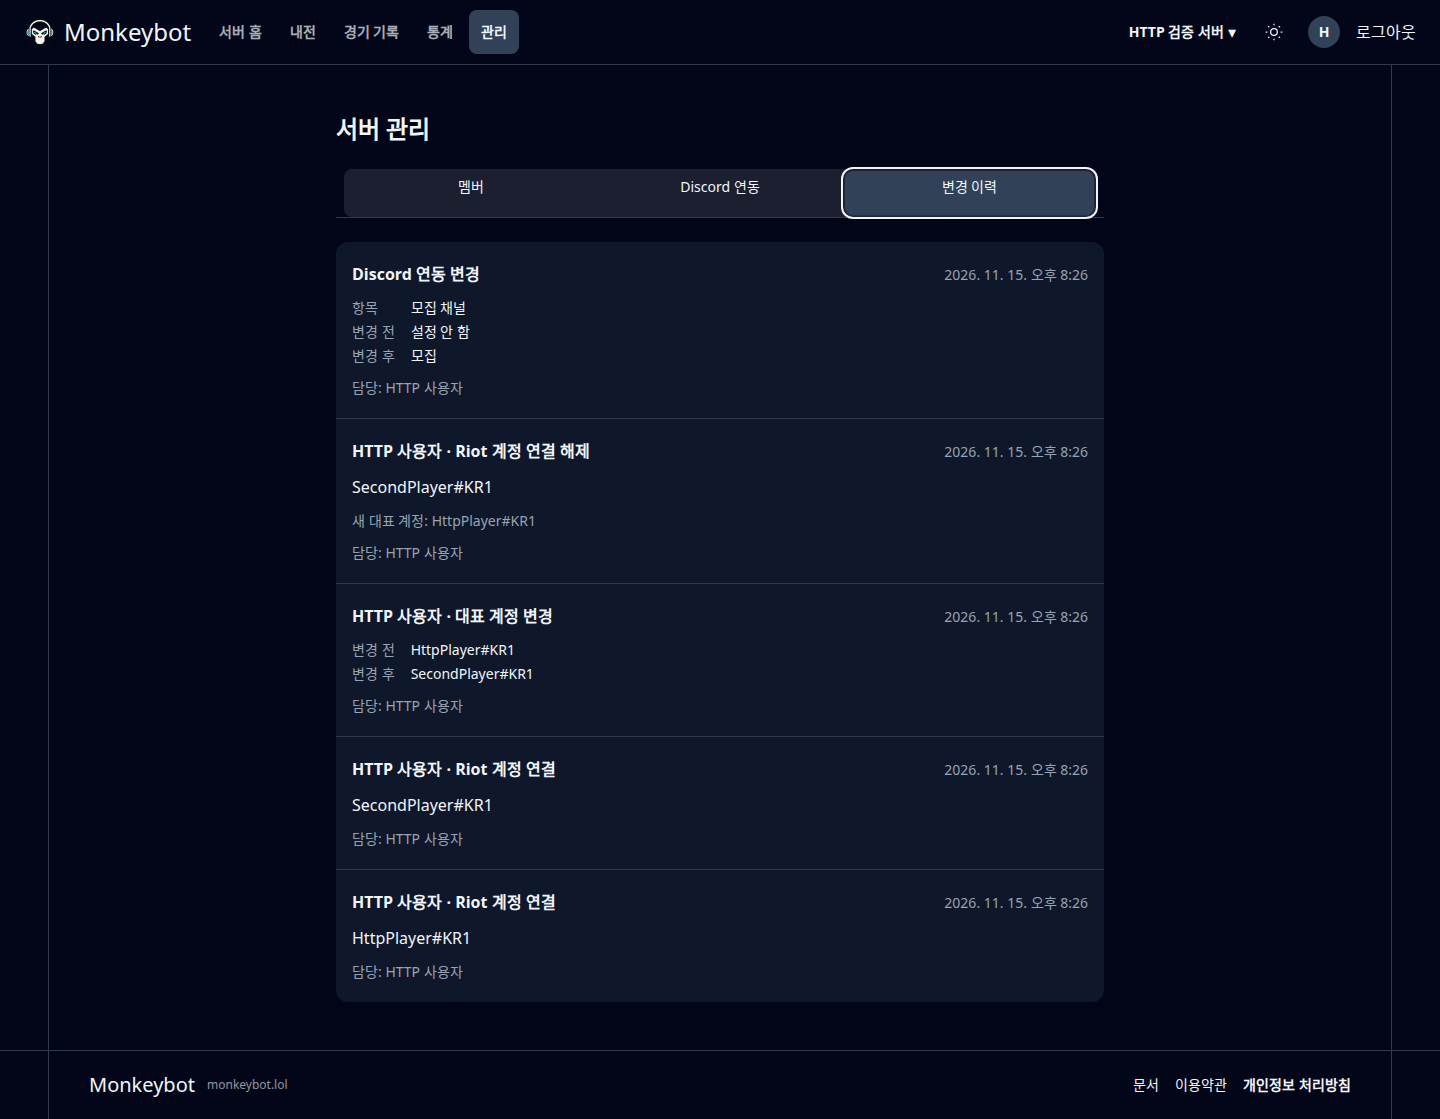 Monkeybot 서버 홈 내전 경기 기록 통계 관리 HTTP 검증 서버 ▾ H 로그아웃
서버 관리
멤버 Discord 연동 변경 이력
Discord 연동 변경 2026. 11. 15. 오후 8:26
항목 모집 채널
변경 전 설정 안 함
변경 후 모집
담당: HTTP 사용자
HTTP 사용자 · Riot 계정 연결 해제 2026. 11. 15. 오후 8:26
SecondPlayer#KR1
새 대표 계정: HttpPlayer#KR1
담당: HTTP 사용자
HTTP 사용자 · 대표 계정 변경 2026. 11. 15. 오후 8:26
변경 전 HttpPlayer#KR1
변경 후 SecondPlayer#KR1
담당: HTTP 사용자
HTTP 사용자 · Riot 계정 연결 2026. 11. 15. 오후 8:26
SecondPlayer#KR1
담당: HTTP 사용자
HTTP 사용자 · Riot 계정 연결 2026. 11. 15. 오후 8:26
HttpPlayer#KR1
담당: HTTP 사용자
Monkeybot monkeybot.lol 문서 이용약관 개인정보 처리방침